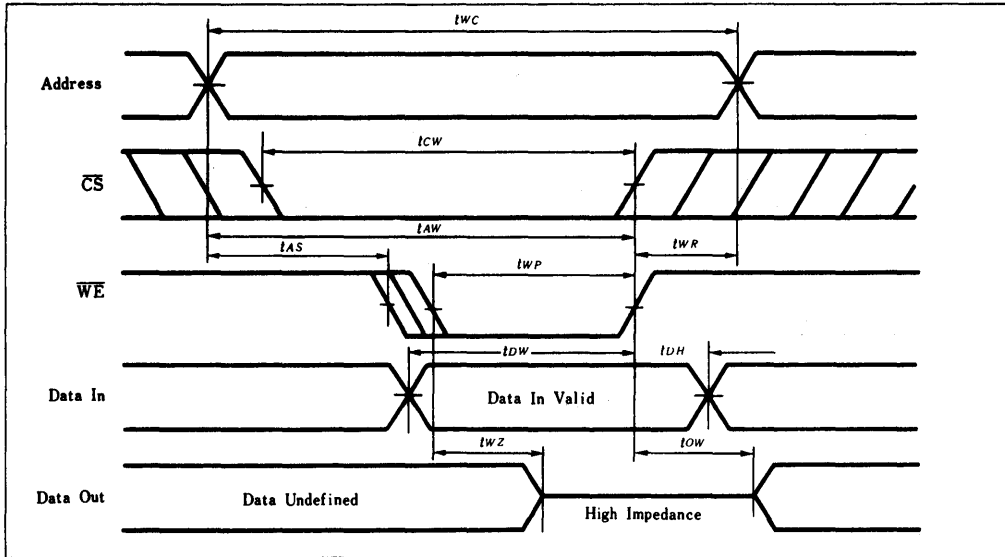 tWC
Address
tCW
CS
tAW
tAS
tWR
tWP
WE
tDW
tDH
Data In
Data In Valid
tWZ
tOW
Data Out
Data Undefined
High Impedance